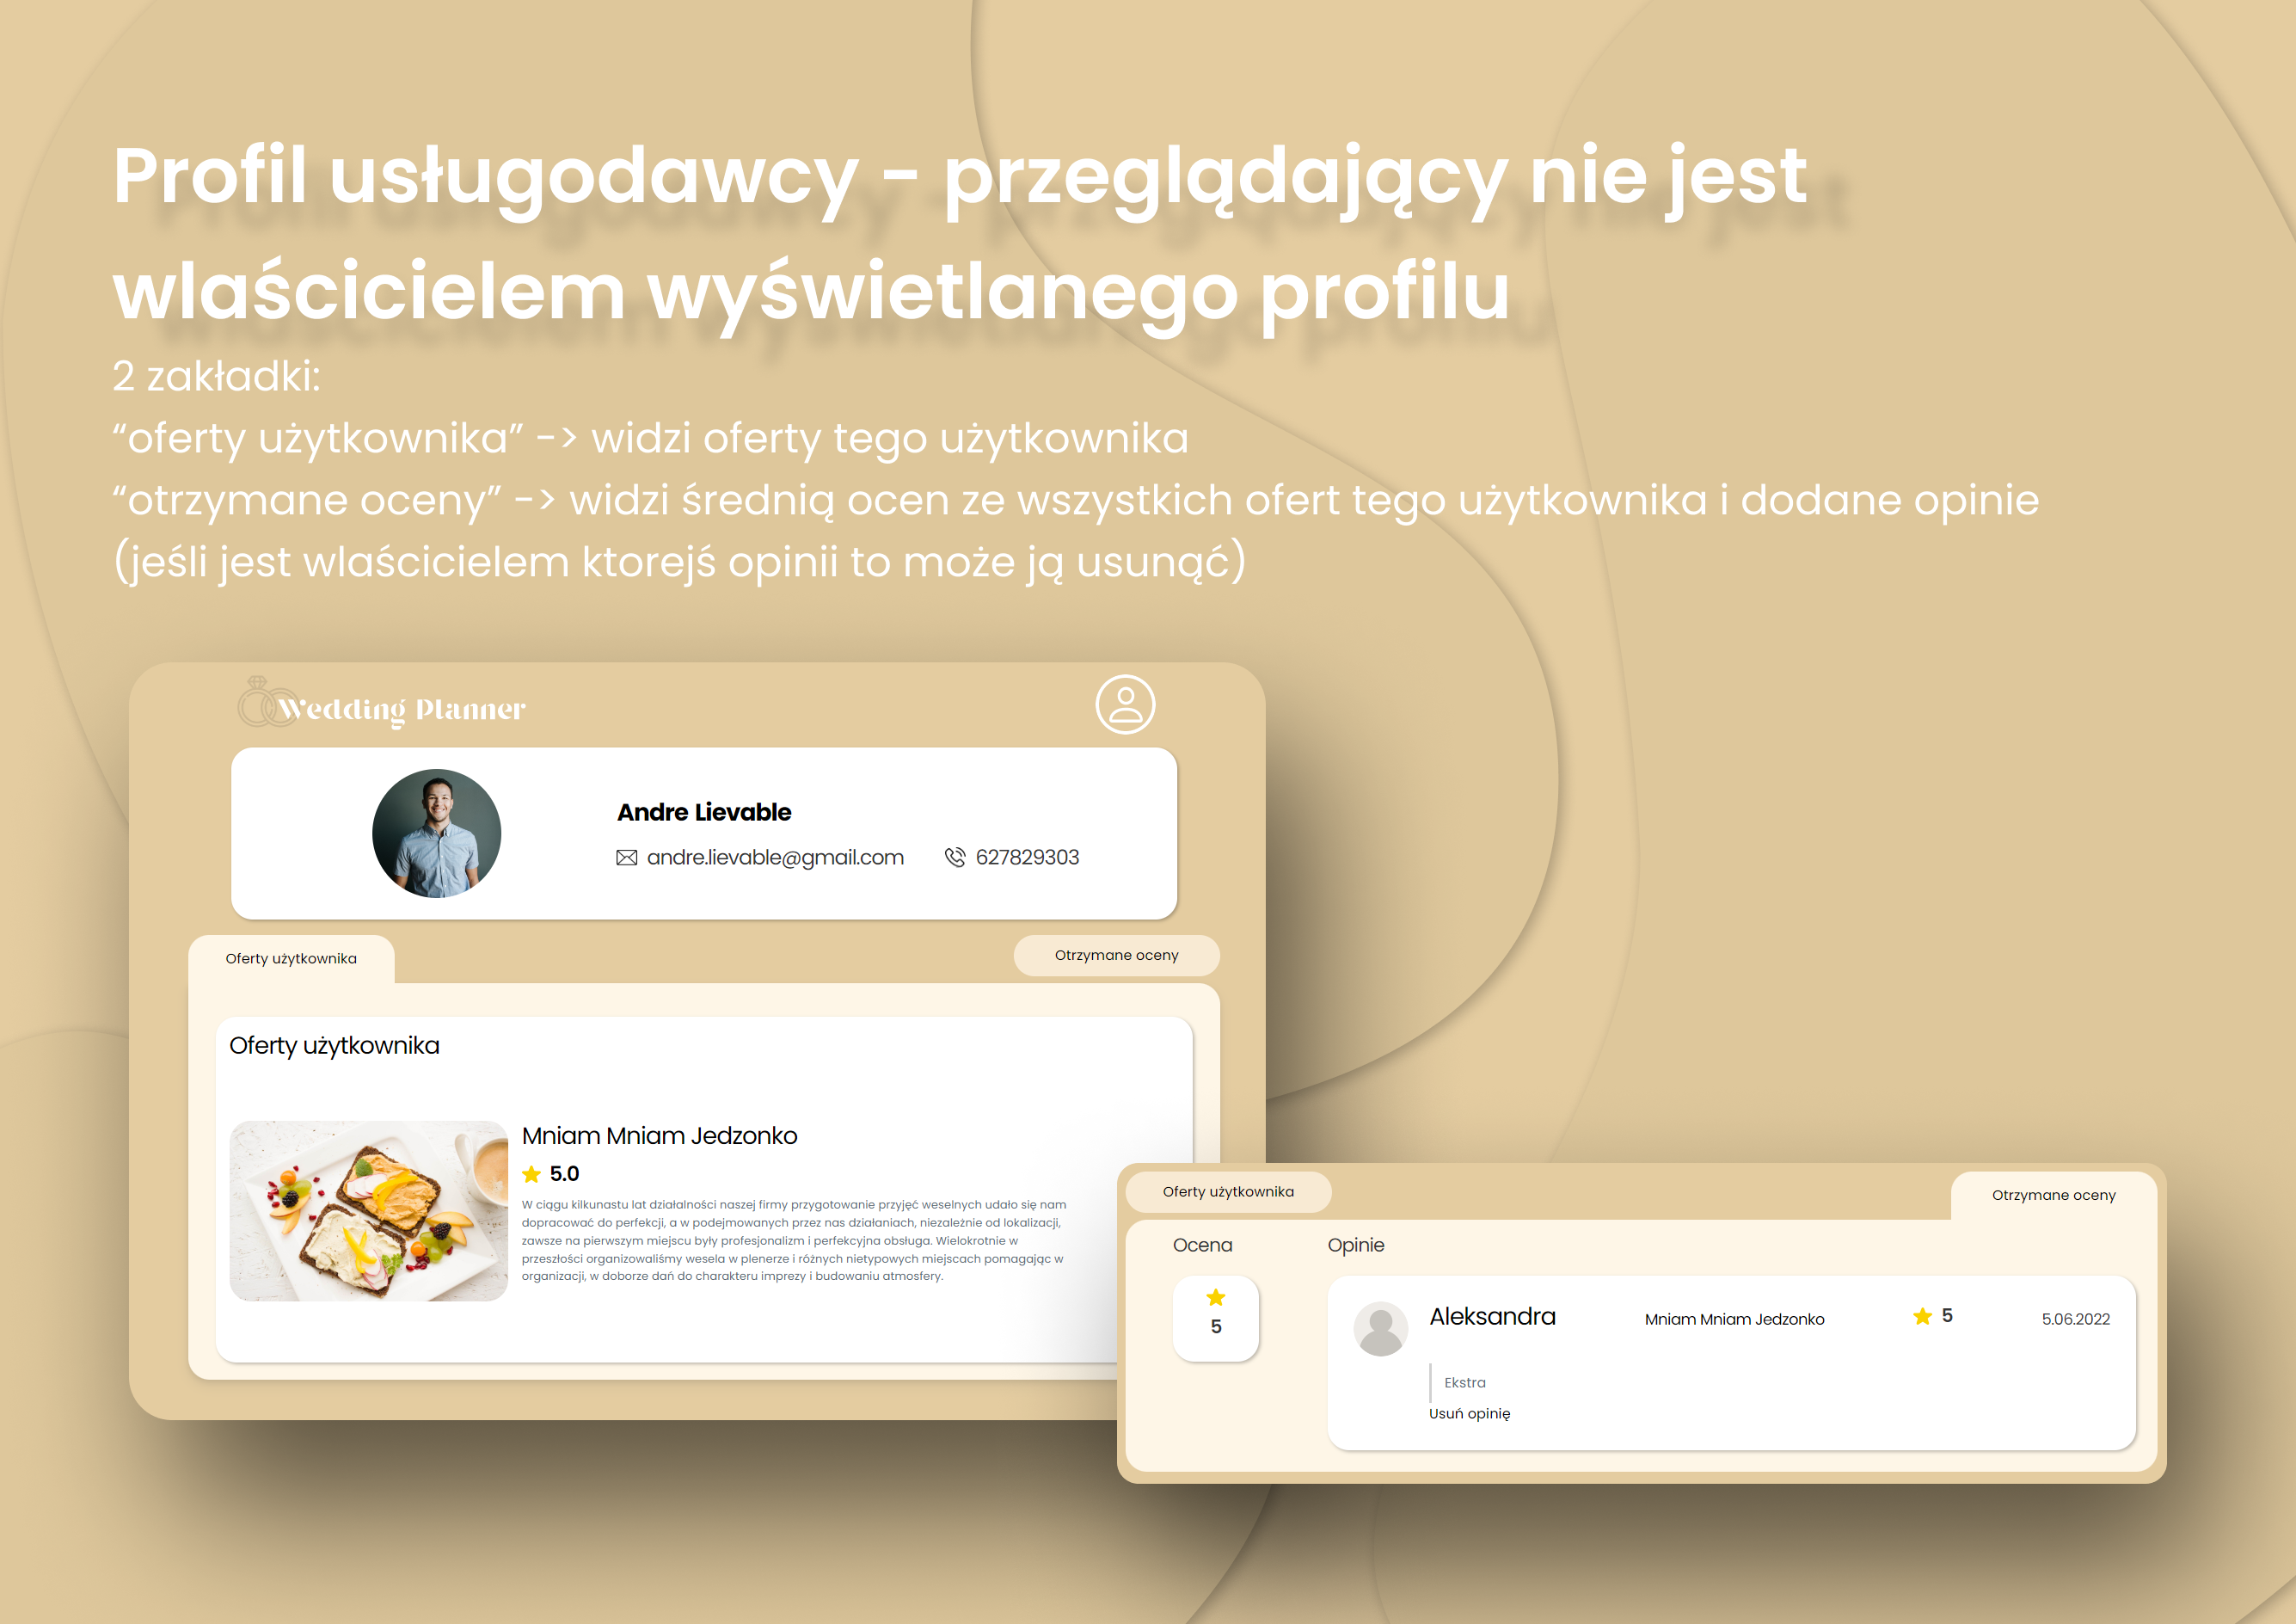 Profil usługodawcy - przeglądający nie jest
wlaścicielem wyświetlanego profilu
2 zakładki:
“oferty użytkownika” -> widzi oferty tego użytkownika
“otrzymane oceny” -> widzi średnią ocen ze wszystkich ofert tego użytkownika i dodane opinie
(jeśli jest wlaścicielem ktorejś opinii to może ją usunąć)
Wedding Planner
Andre Lievable
andre.lievable@gmail.com 627829303
Oferty użytkownika Otrzymane oceny
Oferty użytkownika
Mniam Mniam Jedzonko
5.0
W ciągu kilkunastu lat działalności naszej firmy przygotowanie przyjęć weselnych udało się nam
dopracować do perfekcji, a w podejmowanych przez nas działaniach, niezależnie od lokalizacji,
zawsze na pierwszym miejscu były profesjonalizm i perfekcyjna obsługa. Wielokrotnie w
przeszłości organizowaliśmy wesela w plenerze i różnych nietypowych miejscach pomagając w
organizacji, w doborze dań do charakteru imprezy i budowaniu atmosfery.
Oferty użytkownika Otrzymane oceny
Ocena Opinie
5
Aleksandra Mniam Mniam Jedzonko 5 5.06.2022
Ekstra
Usuń opinię